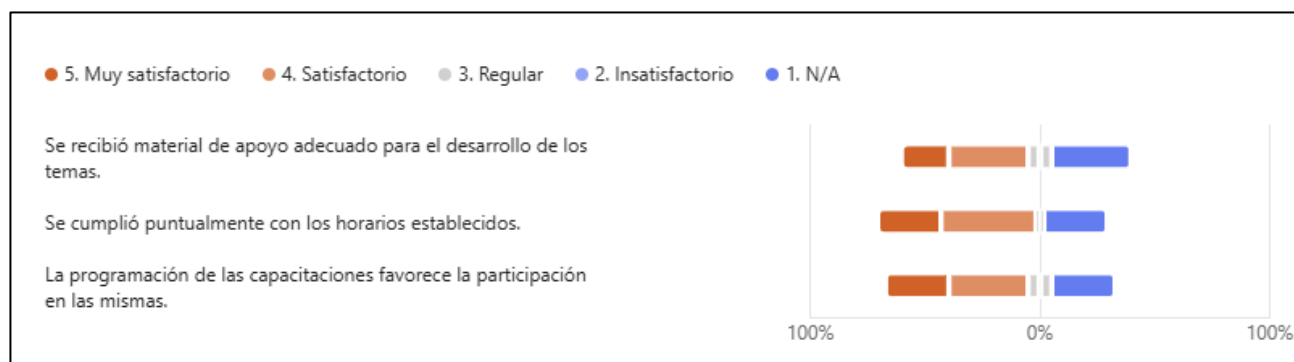 5. Muy satisfactorio 4. Satisfactorio 3. Regular 2. Insatisfactorio 1. N/A
Se recibió material de apoyo adecuado para el desarrollo de los
temas.
Se cumplió puntualmente con los horarios establecidos.
La programación de las capacitaciones favorece la participación
en las mismas.
100% 0% 100%